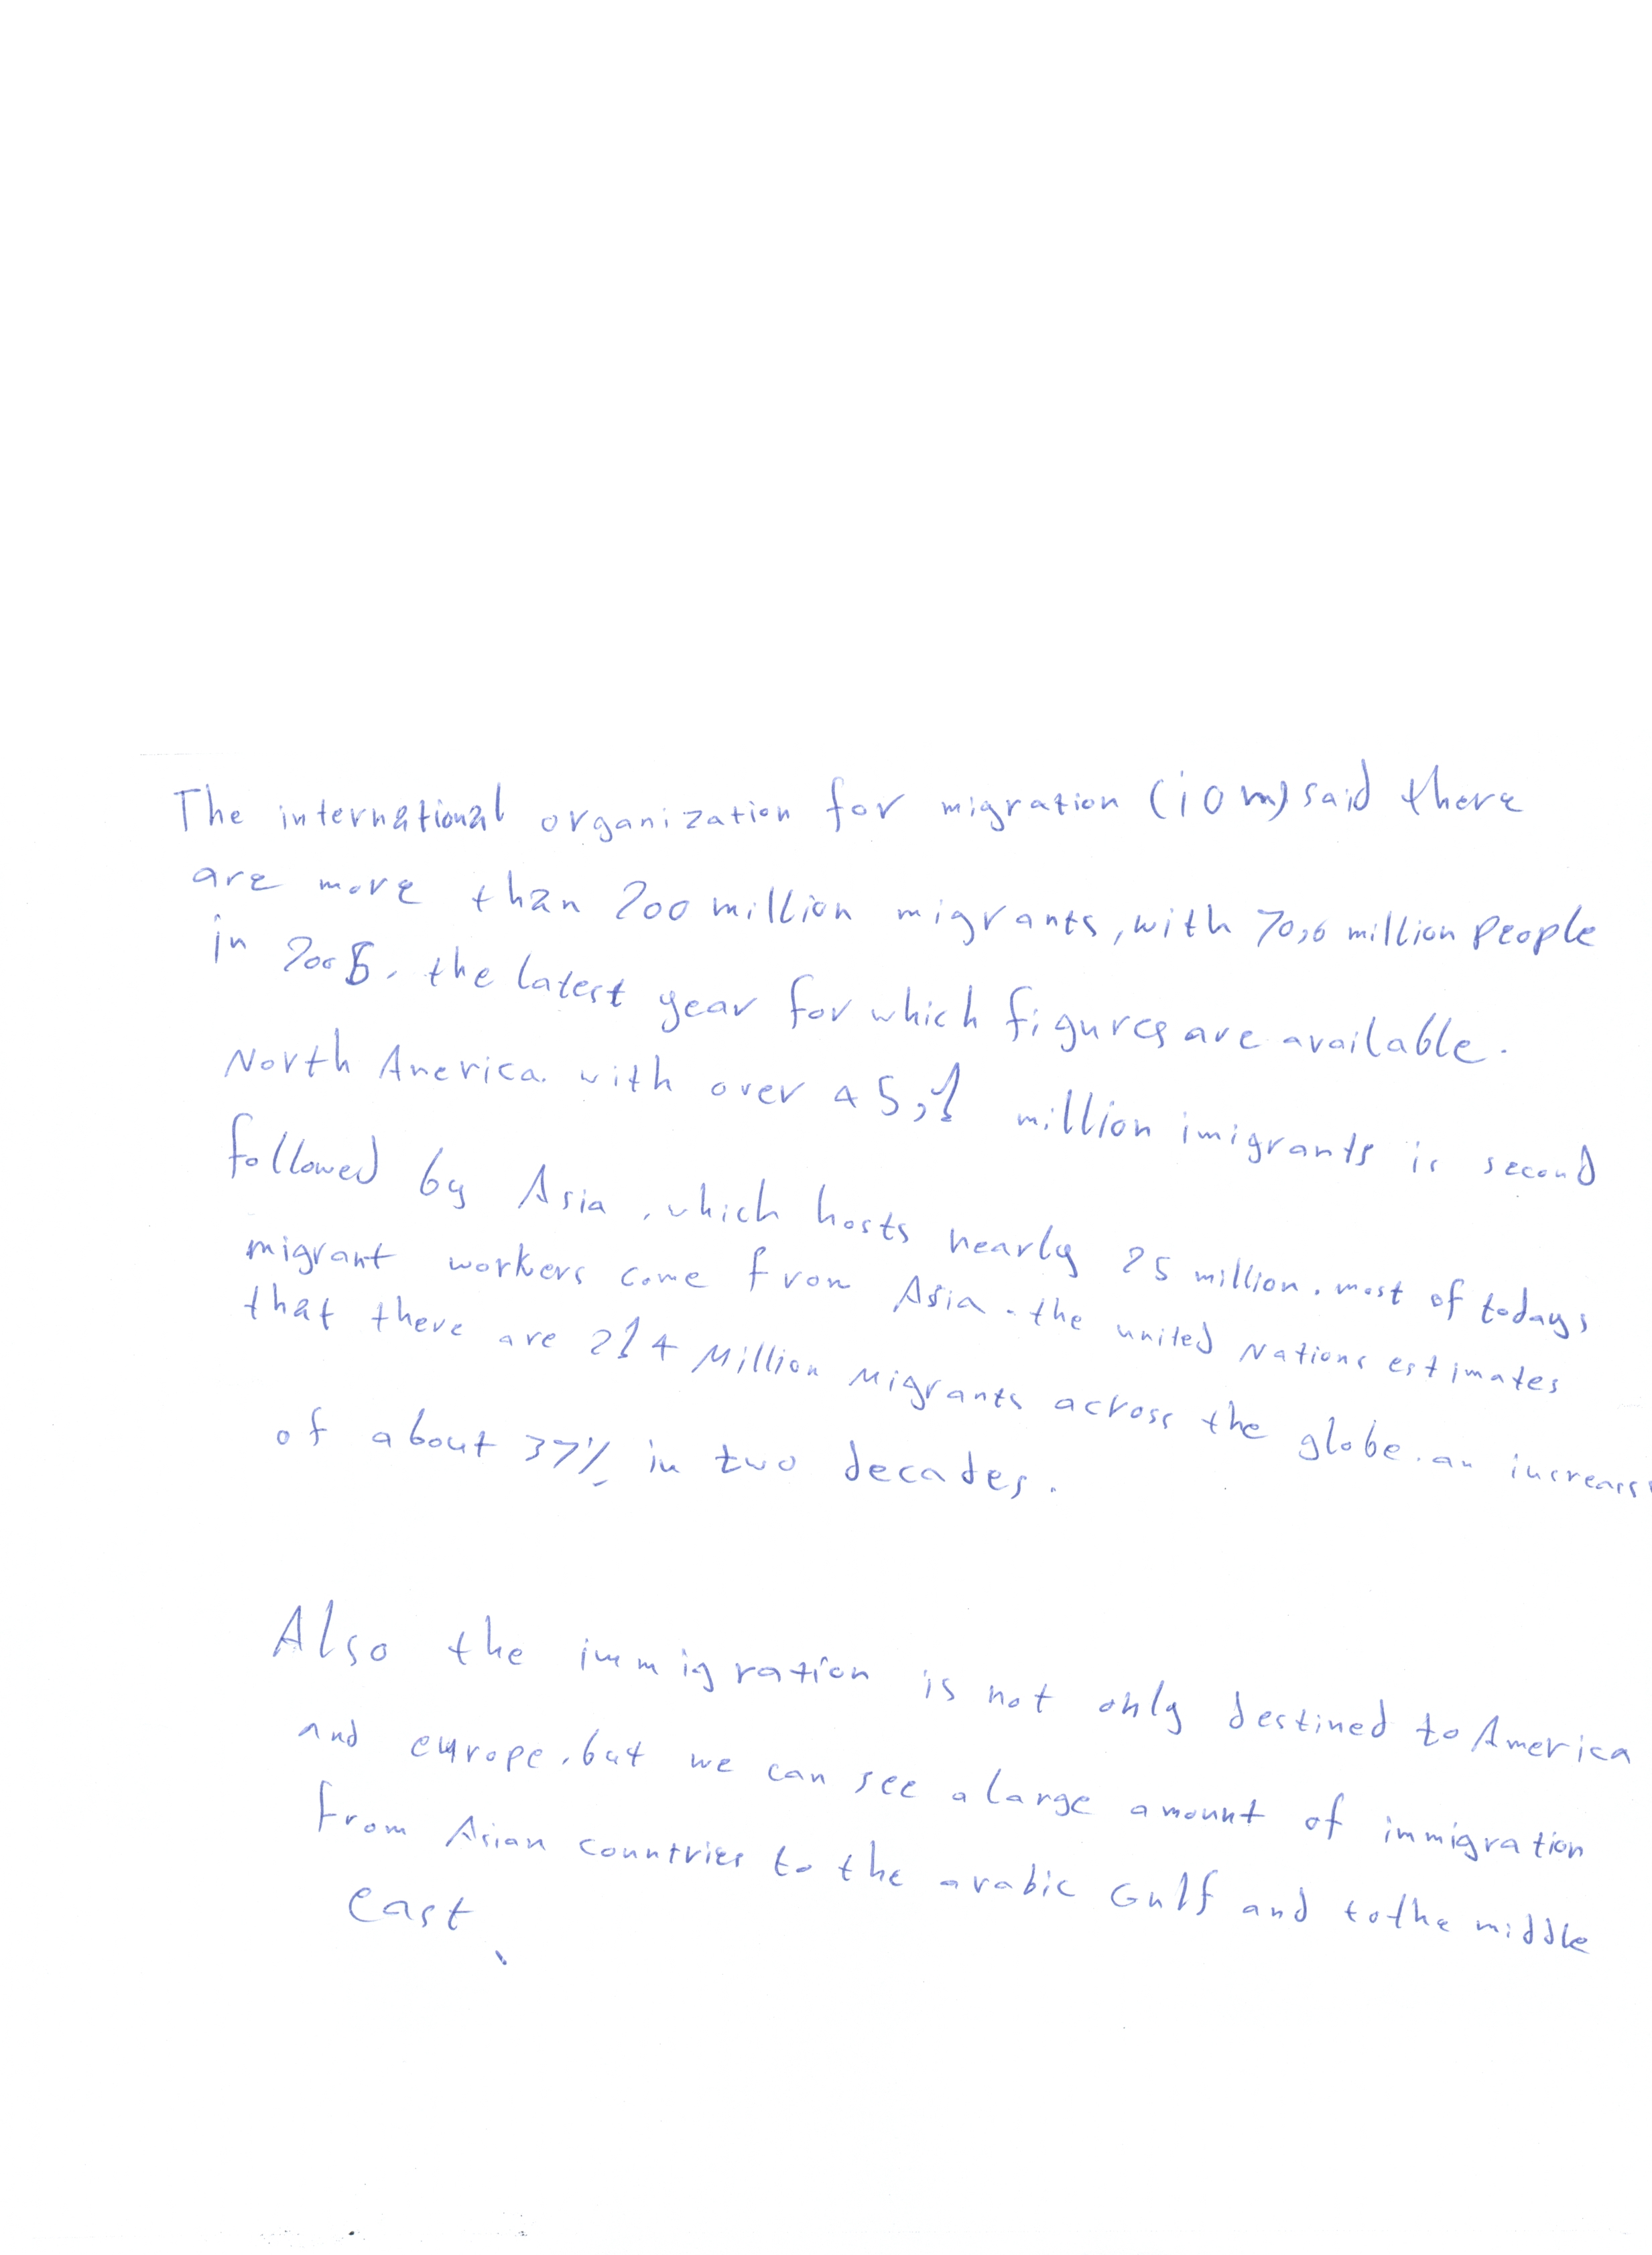 The international organization for migration (iom) said there
are more than 200 million migrants, with 70,6 million people
in 2005, the latest year for which figures are available.
North America. with over 45,1 million imigrants is second
followed by Asia, which hosts nearly 25 million. most of todays
migrant workers come from Asia. the united Nations estimates
that there are 214 Million Migrants across the globe. an increase
of about 37% in two decades.
Also the immigration is not only destined to America
and europe, but we can see a large amount of immigration
from Asian countries to the arabic Gulf and to the middle
east.